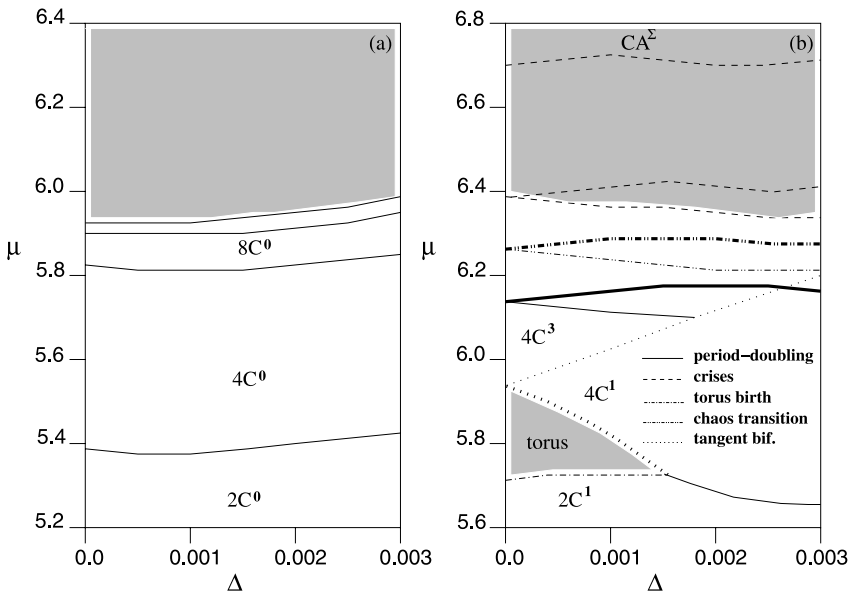 (a)
6.4
6.2
6.0
5.8
5.6
5.4
5.2
μ
8C⁰
4C⁰
2C⁰
0.0
0.001
0.002
0.003
Δ
(b)
6.8
6.6
6.4
6.2
6.0
5.8
5.6
μ
CA^Σ
4C³
4C¹
period–doubling
crises
torus birth
chaos transition
tangent bif.
torus
2C¹
0.0
0.001
0.002
0.003
Δ